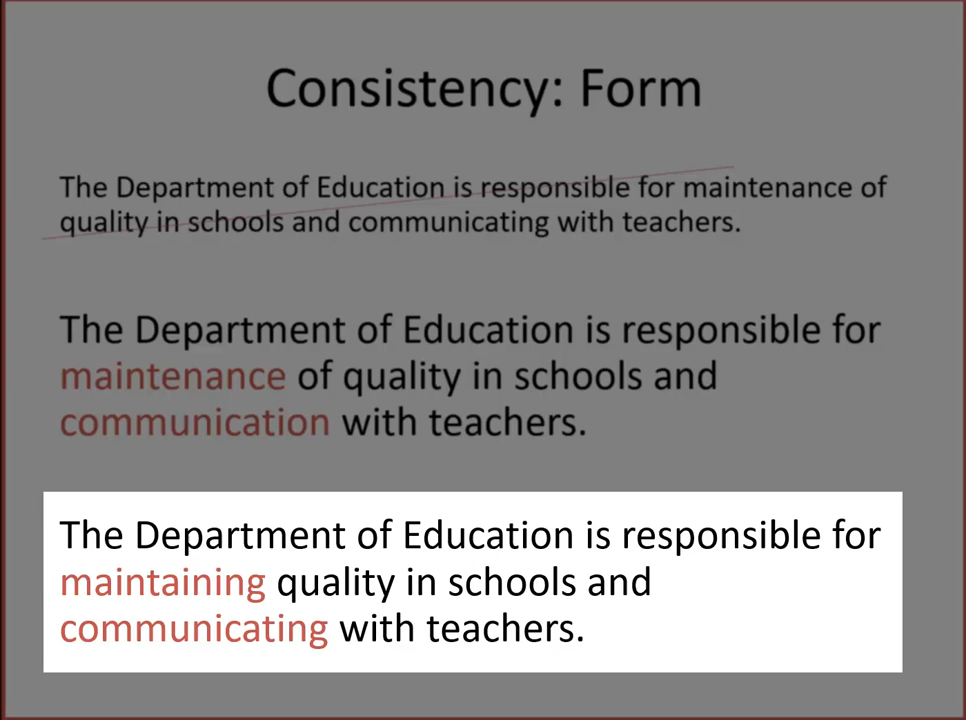 Consistency: Form
The Department of Education is responsible for maintenance of
quality in schools and communicating with teachers.
The Department of Education is responsible for
maintenance of quality in schools and
communication with teachers.
The Department of Education is responsible for
maintaining quality in schools and
communicating with teachers.